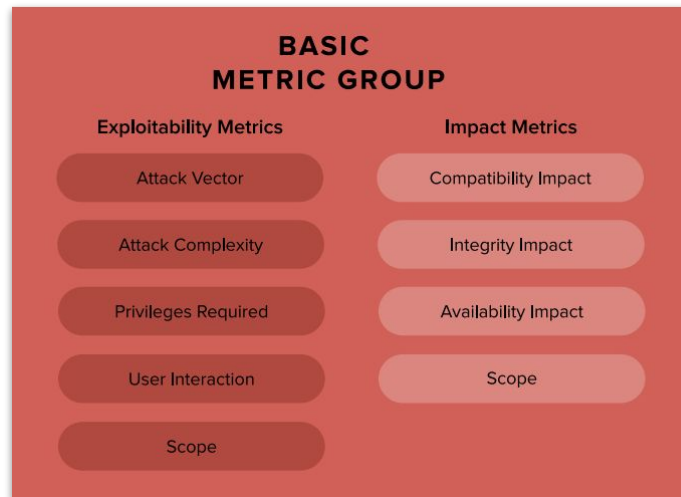 BASIC
METRIC GROUP
Exploitability Metrics
Attack Vector
Attack Complexity
Privileges Required
User Interaction
Scope
Impact Metrics
Compatibility Impact
Integrity Impact
Availability Impact
Scope